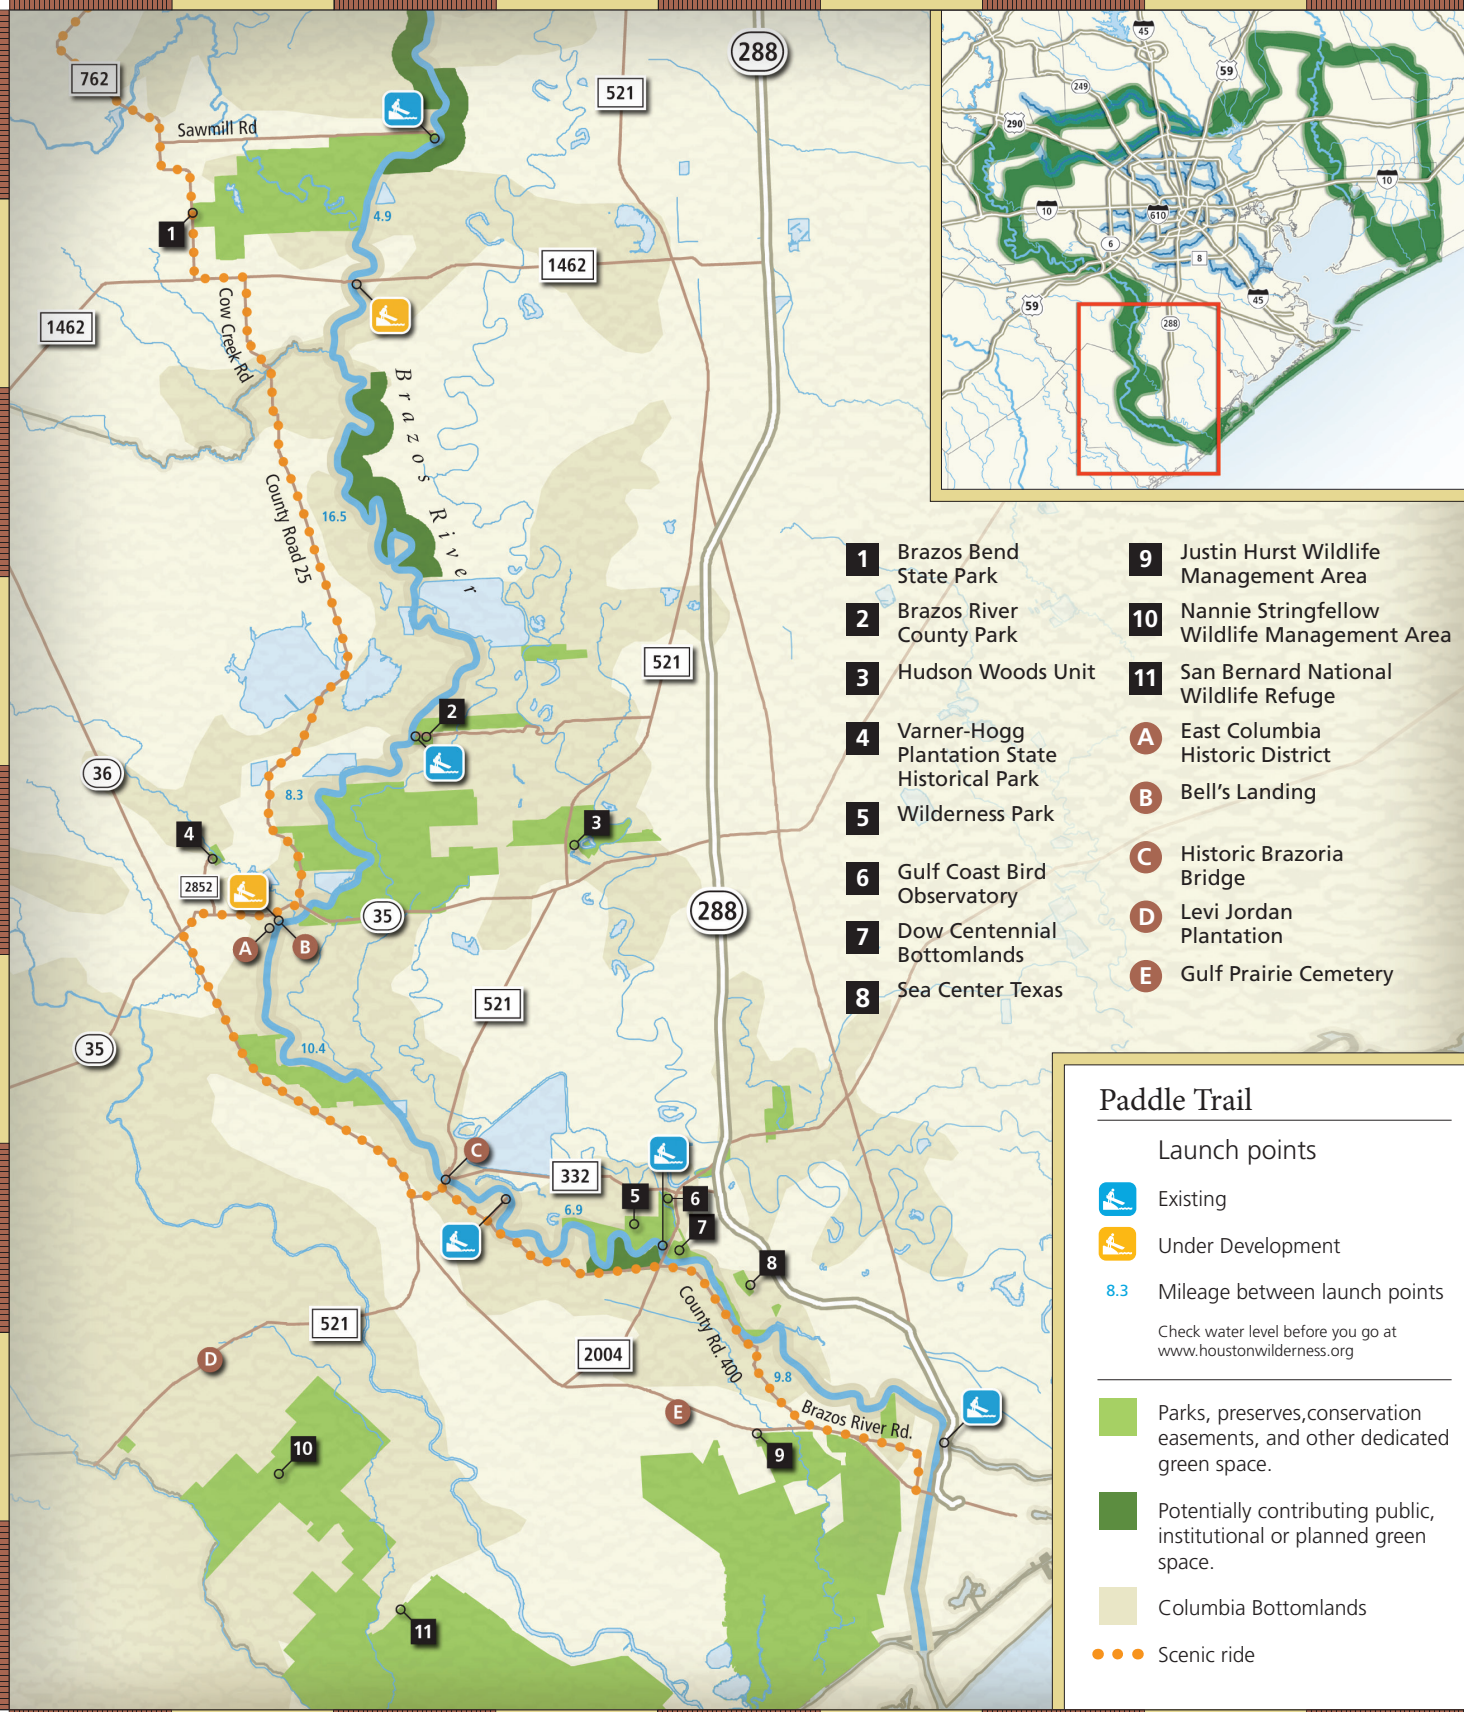 762
Sawmill Rd
521
288
45
59
249
290
10
10
610
6
8
45
59
288
4.9
1
1462
1462
Cow Creek Rd
Brazos River
16.5
County Road 25
521
2
36
8.3
4
3
2852
35
288
A
B
521
35
10.4
C
332
5
6
7
6.9
8
County Rd. 400
521
2004
D
9.8
E
Brazos River Rd.
10
9
11
1 Brazos Bend
State Park
2 Brazos River
County Park
3 Hudson Woods Unit
4 Varner-Hogg
Plantation State
Historical Park
5 Wilderness Park
6 Gulf Coast Bird
Observatory
7 Dow Centennial
Bottomlands
8 Sea Center Texas
9 Justin Hurst Wildlife
Management Area
10 Nannie Stringfellow
Wildlife Management Area
11 San Bernard National
Wildlife Refuge
A East Columbia
Historic District
B Bell's Landing
C Historic Brazoria
Bridge
D Levi Jordan
Plantation
E Gulf Prairie Cemetery
Paddle Trail
Launch points
Existing
Under Development
8.3 Mileage between launch points
Check water level before you go at
www.houstonwilderness.org
Parks, preserves,conservation
easements, and other dedicated
green space.
Potentially contributing public,
institutional or planned green
space.
Columbia Bottomlands
Scenic ride